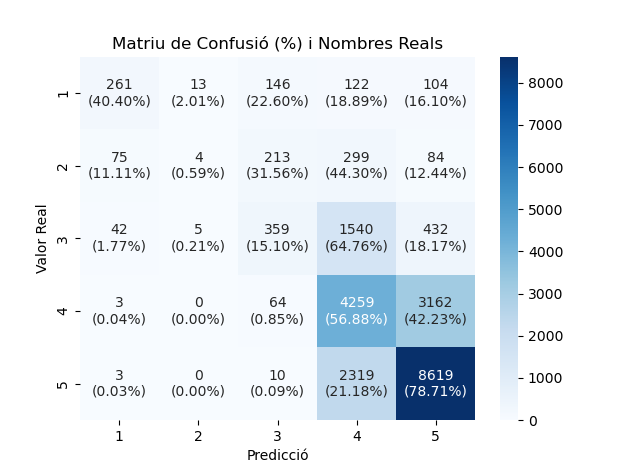 Matriu de Confusió (%) i Nombres Reals
Valor Real
1
261 13 146 122 104
(40.40%) (2.01%) (22.60%) (18.89%) (16.10%)
2
75 4 213 299 84
(11.11%) (0.59%) (31.56%) (44.30%) (12.44%)
3
42 5 359 1540 432
(1.77%) (0.21%) (15.10%) (64.76%) (18.17%)
4
3 0 64 4259 3162
(0.04%) (0.00%) (0.85%) (56.88%) (42.23%)
5
3 0 10 2319 8619
(0.03%) (0.00%) (0.09%) (21.18%) (78.71%)
1 2 3 4 5
Predicció
8000
7000
6000
5000
4000
3000
2000
1000
0